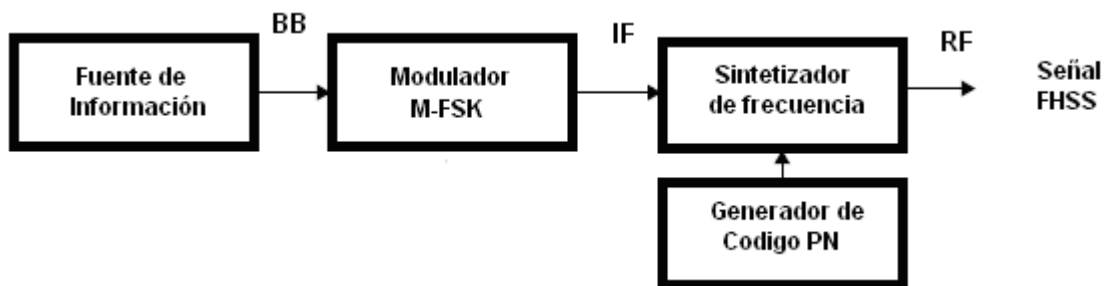 BB
IF
RF
Fuente de
Información
Modulador
M-FSK
Sintetizador
de frecuencia
Señal
FHSS
Generador de
Codigo PN